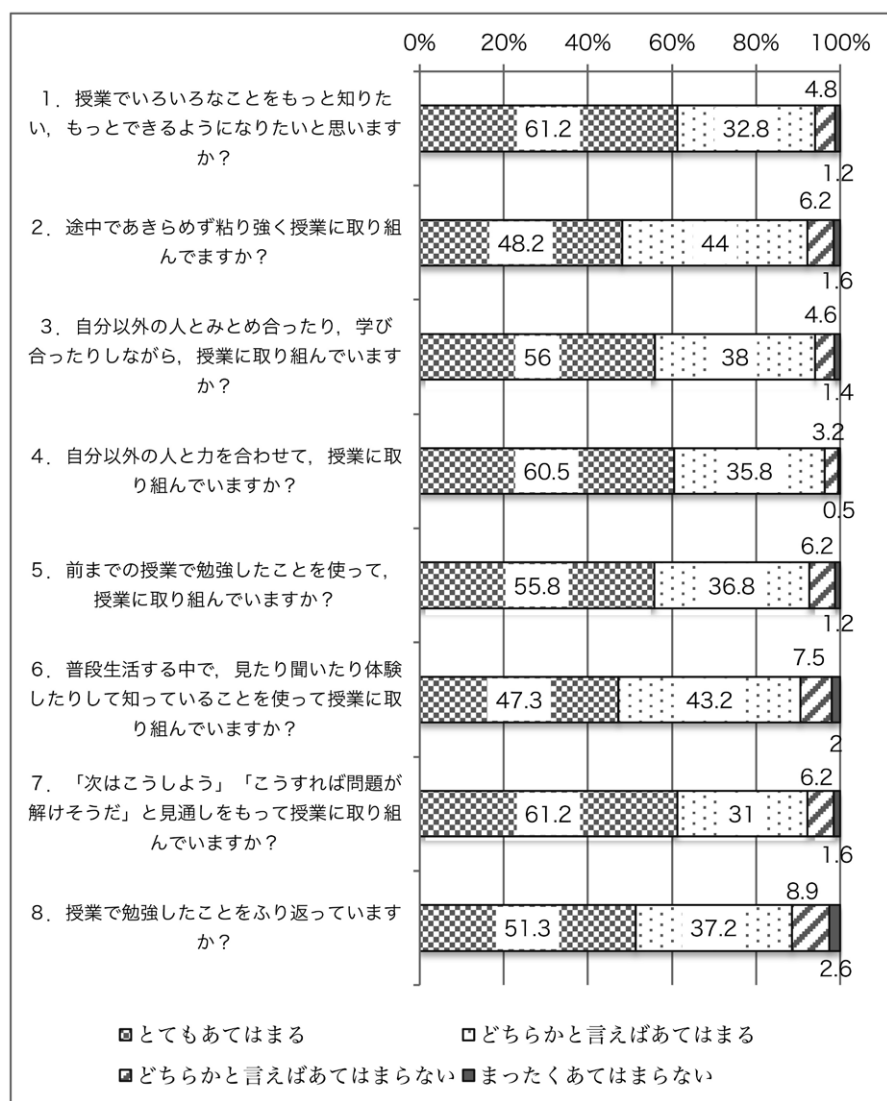 0% 20% 40% 60% 80% 100%
1．授業でいろいろなことをもっと知りた
い，もっとできるようになりたいと思います
か？
61.2 32.8 4.8 1.2
2．途中であきらめず粘り強く授業に取り組
んでますか？
48.2 44 6.2 1.6
3．自分以外の人とみとめ合ったり，学び
合ったりしながら，授業に取り組んでいます
か？
56 38 4.6 1.4
4．自分以外の人と力を合わせて，授業に取
り組んでいますか？
60.5 35.8 3.2 0.5
5．前までの授業で勉強したことを使って，
授業に取り組んでいますか？
55.8 36.8 6.2 1.2
6．普段生活する中で，見たり聞いたり体験
したりして知っていることを使って授業に取
り組んでいますか？
47.3 43.2 7.5 2
7．「次はこうしよう」「こうすれば問題が
解けそうだ」と見通しをもって授業に取り組
んでいますか？
61.2 31 6.2 1.6
8．授業で勉強したことをふり返っています
か？
51.3 37.2 8.9 2.6
とてもあてはまる どちらかと言えばあてはまる
どちらかと言えばあてはまらない まったくあてはまらない